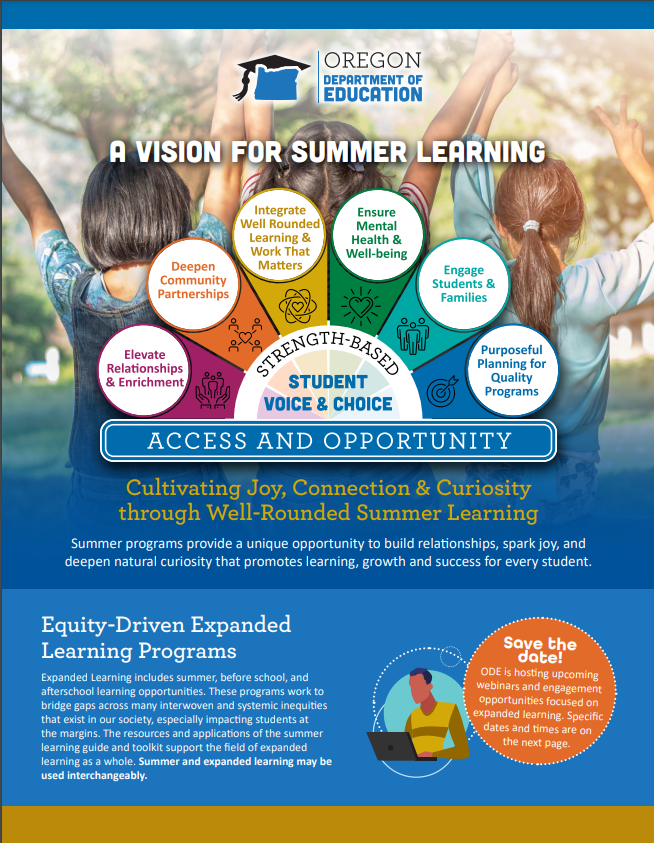 OREGON
DEPARTMENT OF
EDUCATION
A VISION FOR SUMMER LEARNING
Elevate
Relationships
& Enrichment
Deepen
Community
Partnerships
Integrate
Well Rounded
Learning &
Work That
Matters
Ensure
Mental
Health &
Well-being
Engage
Students &
Families
Purposeful
Planning for
Quality
Programs
STRENGTH-BASED
STUDENT
VOICE & CHOICE
ACCESS AND OPPORTUNITY
Cultivating Joy, Connection & Curiosity
through Well-Rounded Summer Learning
Summer programs provide a unique opportunity to build relationships, spark joy, and
deepen natural curiosity that promotes learning, growth and success for every student.
Equity-Driven Expanded
Learning Programs
Expanded Learning includes summer, before school, and
afterschool learning opportunities. These programs work to
bridge gaps across many interwoven and systemic inequities
that exist in our society, especially impacting students at
the margins. The resources and applications of the summer
learning guide and toolkit support the field of expanded
learning as a whole. Summer and expanded learning may be
used interchangeably.
Save the
date!
ODE is hosting upcoming
webinars and engagement
opportunities focused on
expanded learning. Specific
dates and times are on
the next page.